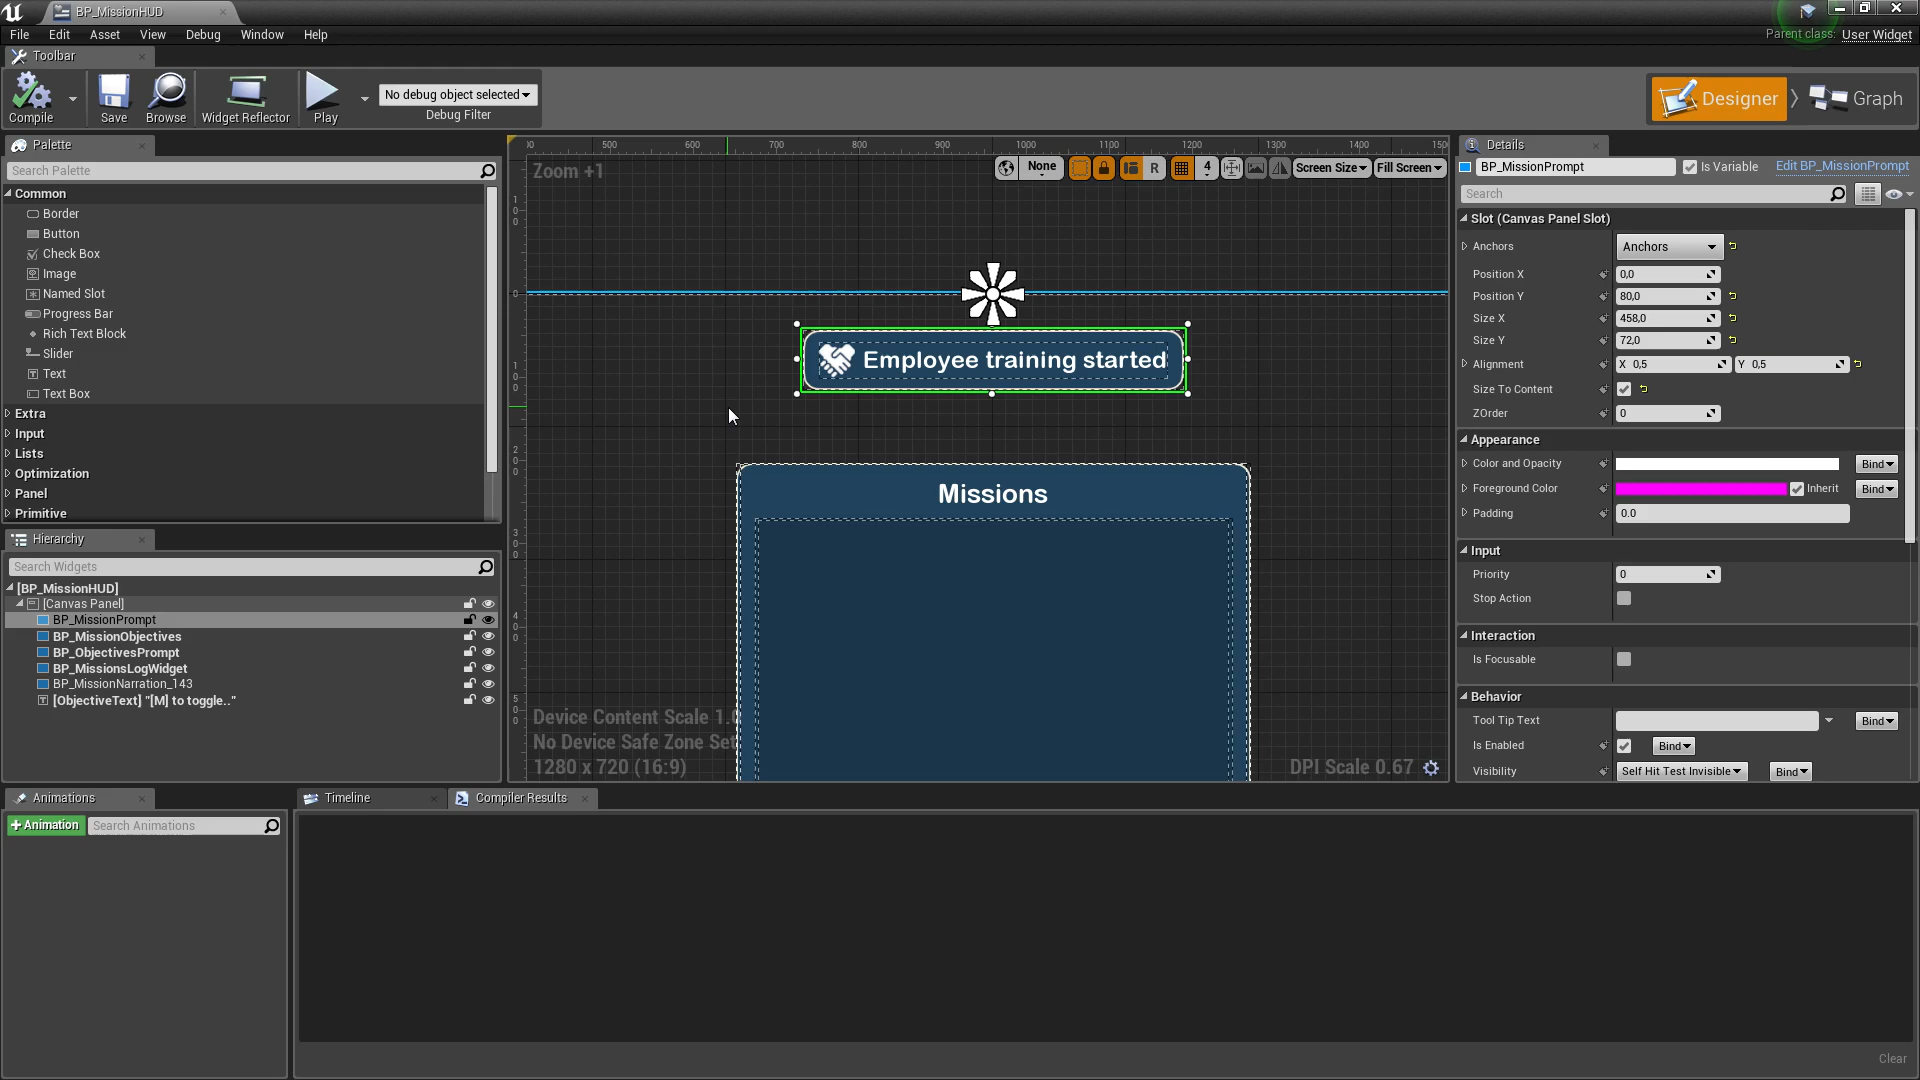 BP_MissionHUD
File Edit Asset View Debug Window Help
Parent class: User Widget
Toolbar
Compile Save Browse Widget Reflector Play
No debug object selected
Debug Filter
Designer Graph
Palette
Search Palette
Common
Border
Button
Check Box
Image
Named Slot
Progress Bar
Rich Text Block
Slider
Text
Text Box
Extra
Input
Lists
Optimization
Panel
Primitive
Hierarchy
Search Widgets
[BP_MissionHUD]
[Canvas Panel]
BP_MissionPrompt
BP_MissionObjectives
BP_ObjectivesPrompt
BP_MissionsLogWidget
BP_MissionNarration_143
[ObjectiveText] "[M] to toggle.."
500 600 700 800 900 1000 1100 1200 1300 1400
Zoom +1
None R 4 Screen Size Fill Screen
Employee training started
Missions
Device Content Scale 1.0
No Device Safe Zone Set
1280 x 720 (16:9)
DPI Scale 0.67
Details
BP_MissionPrompt Is Variable Edit BP_MissionPrompt
Search
Slot (Canvas Panel Slot)
Anchors Anchors
Position X 0,0
Position Y 80,0
Size X 458,0
Size Y 72,0
Alignment X 0,5 Y 0,5
Size To Content
ZOrder 0
Appearance
Color and Opacity Bind
Foreground Color Inherit Bind
Padding 0.0
Input
Priority 0
Stop Action
Interaction
Is Focusable
Behavior
Tool Tip Text Bind
Is Enabled Bind
Visibility Self Hit Test Invisible Bind
Animations
+Animation Search Animations
Timeline Compiler Results
Clear